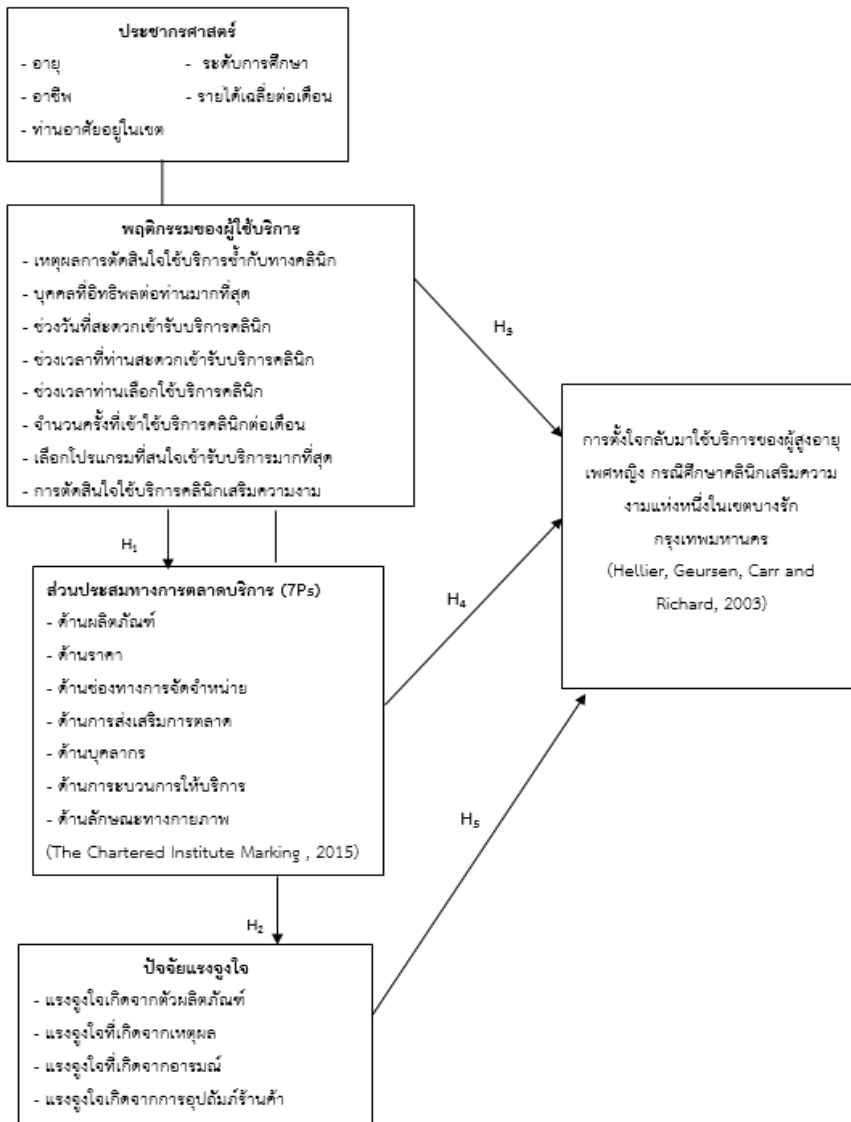 ประชากรศาสตร์
- อายุ - ระดับการศึกษา
- อาชีพ - รายได้เฉลี่ยต่อเดือน
- ท่านอาศัยอยู่ในเขต
พฤติกรรมของผู้ใช้บริการ
- เหตุผลการตัดสินใจใช้บริการซ้ำกับทางคลินิก
- บุคคลที่อิทธิพลต่อท่านมากที่สุด
- ช่วงวันที่สะดวกเข้ารับบริการคลินิก
- ช่วงเวลาที่ท่านสะดวกเข้ารับบริการคลินิก
- ช่วงเวลาท่านเลือกใช้บริการคลินิก
- จำนวนครั้งที่เข้าใช้บริการคลินิกต่อเดือน
- เลือกโปรแกรมที่สนใจเข้ารับบริการมากที่สุด
- การตัดสินใจใช้บริการคลินิกเสริมความงาม
H₃
การตั้งใจกลับมาใช้บริการของผู้สูงอายุ
เพศหญิง กรณีศึกษาคลินิกเสริมความ
งามแห่งหนึ่งในเขตบางรัก
กรุงเทพมหานคร
(Hellier, Geursen, Carr and
Richard, 2003)
H₁
ส่วนประสมทางการตลาดบริการ (7Ps)
- ด้านผลิตภัณฑ์
- ด้านราคา
- ด้านช่องทางการจัดจำหน่าย
- ด้านการส่งเสริมการตลาด
- ด้านบุคลากร
- ด้านการะบวนการให้บริการ
- ด้านลักษณะทางกายภาพ
(The Chartered Institute Marking , 2015)
H₄
H₅
H₂
ปัจจัยแรงจูงใจ
- แรงจูงใจเกิดจากตัวผลิตภัณฑ์
- แรงจูงใจที่เกิดจากเหตุผล
- แรงจูงใจที่เกิดจากอารมณ์
- แรงจูงใจเกิดจากการอุปถัมภ์ร้านค้า